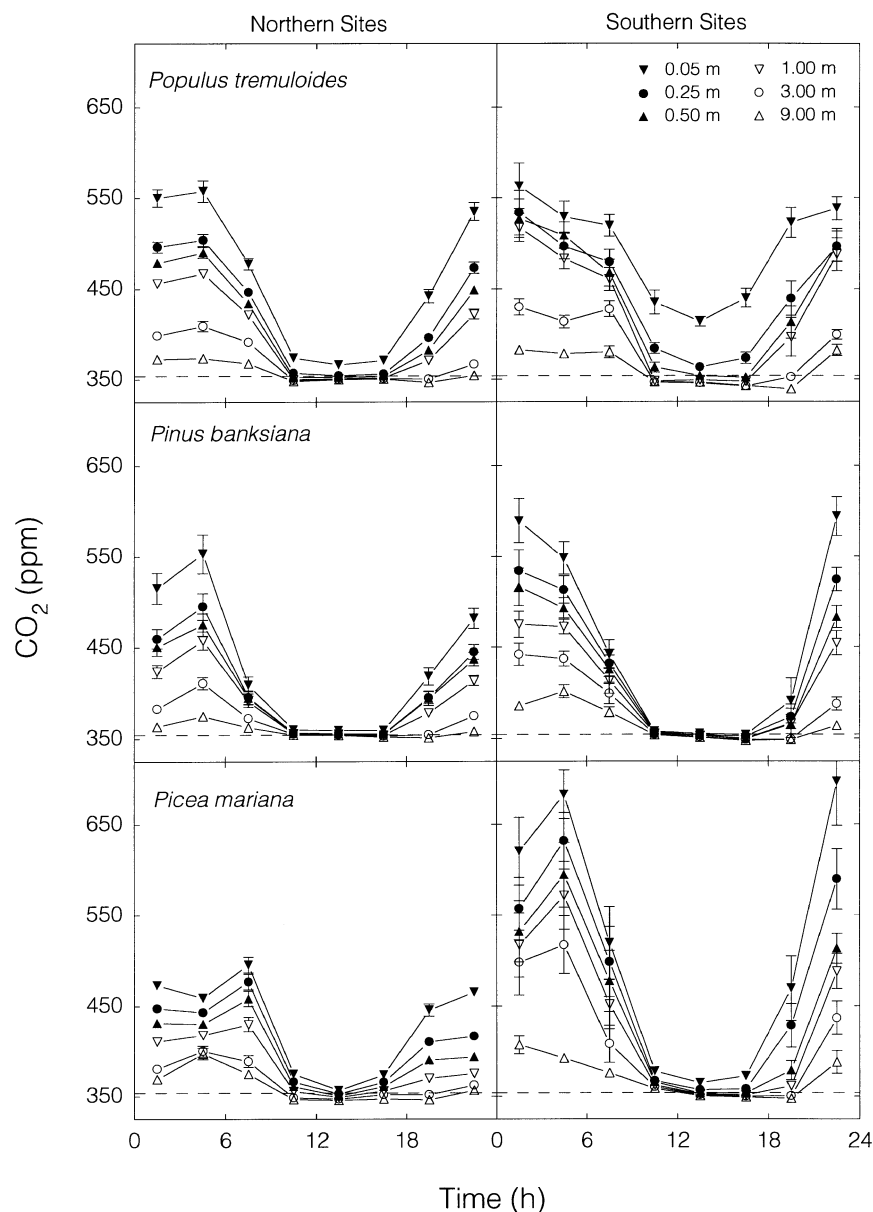 Northern Sites
Southern Sites
Populus tremuloides
0.05 m
1.00 m
0.25 m
3.00 m
0.50 m
9.00 m
650
550
450
350
Pinus banksiana
650
550
450
350
Picea mariana
650
550
450
350
CO2 (ppm)
0
6
12
18
0
6
12
18
24
Time (h)